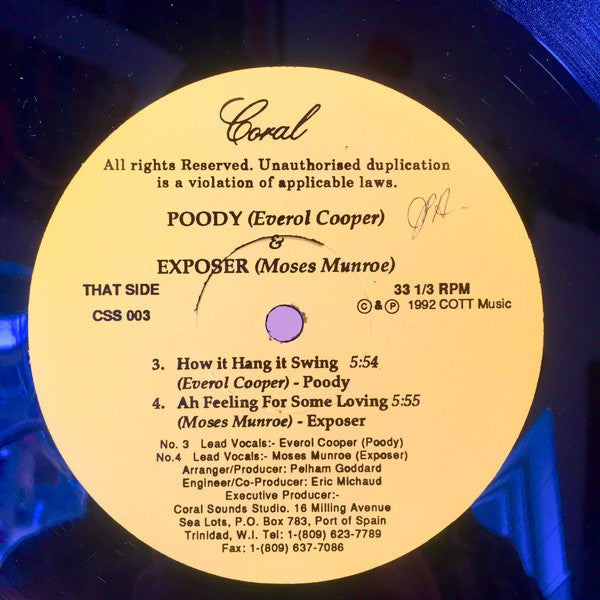 Coral
All rights Reserved. Unauthorised duplication
is a violation of applicable laws.
POODY (Everol Cooper)
&
EXPOSER (Moses Munroe)
THAT SIDE
CSS 003
33 1/3 RPM
© & ℗ 1992 COTT Music
3. How it Hang it Swing 5:54
(Everol Cooper) - Poody
4. Ah Feeling For Some Loving 5:55
(Moses Munroe) - Exposer
No. 3 Lead Vocals:- Everol Cooper (Poody)
No.4 Lead Vocals:- Moses Munroe (Exposer)
Arranger/Producer: Pelham Goddard
Engineer/Co-Producer: Eric Michaud
Executive Producer:-
Coral Sounds Studio. 16 Milling Avenue
Sea Lots, P.O. Box 783, Port of Spain
Trinidad, W.I. Tel: 1-(809) 623-7789
Fax: 1-(809) 637-7086